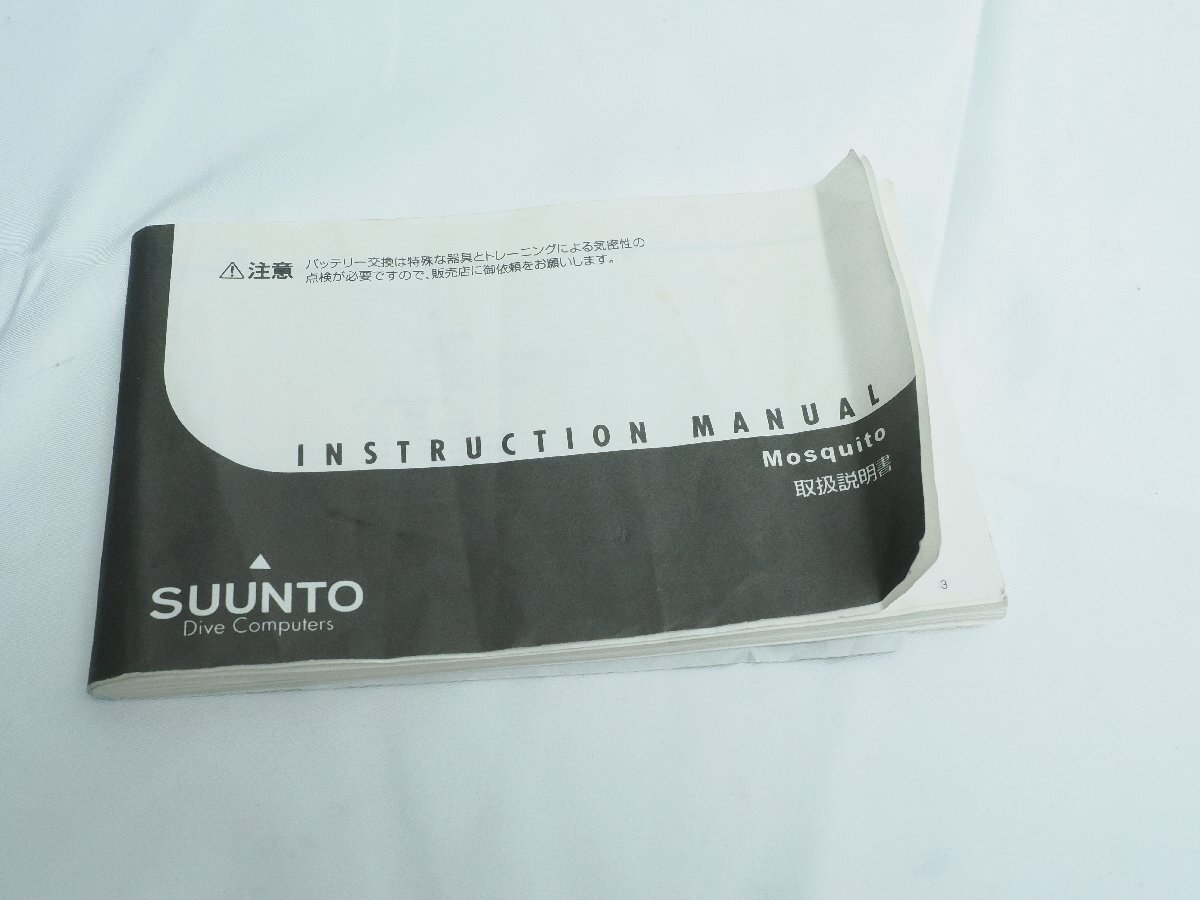 ⚠注意 バッテリー交換は特殊な器具とトレーニングによる気密性の
点検が必要ですので、販売店に御依頼をお願いします。
INSTRUCTION MANUAL
Mosquito
取扱説明書
SUUNTO
Dive Computers
3